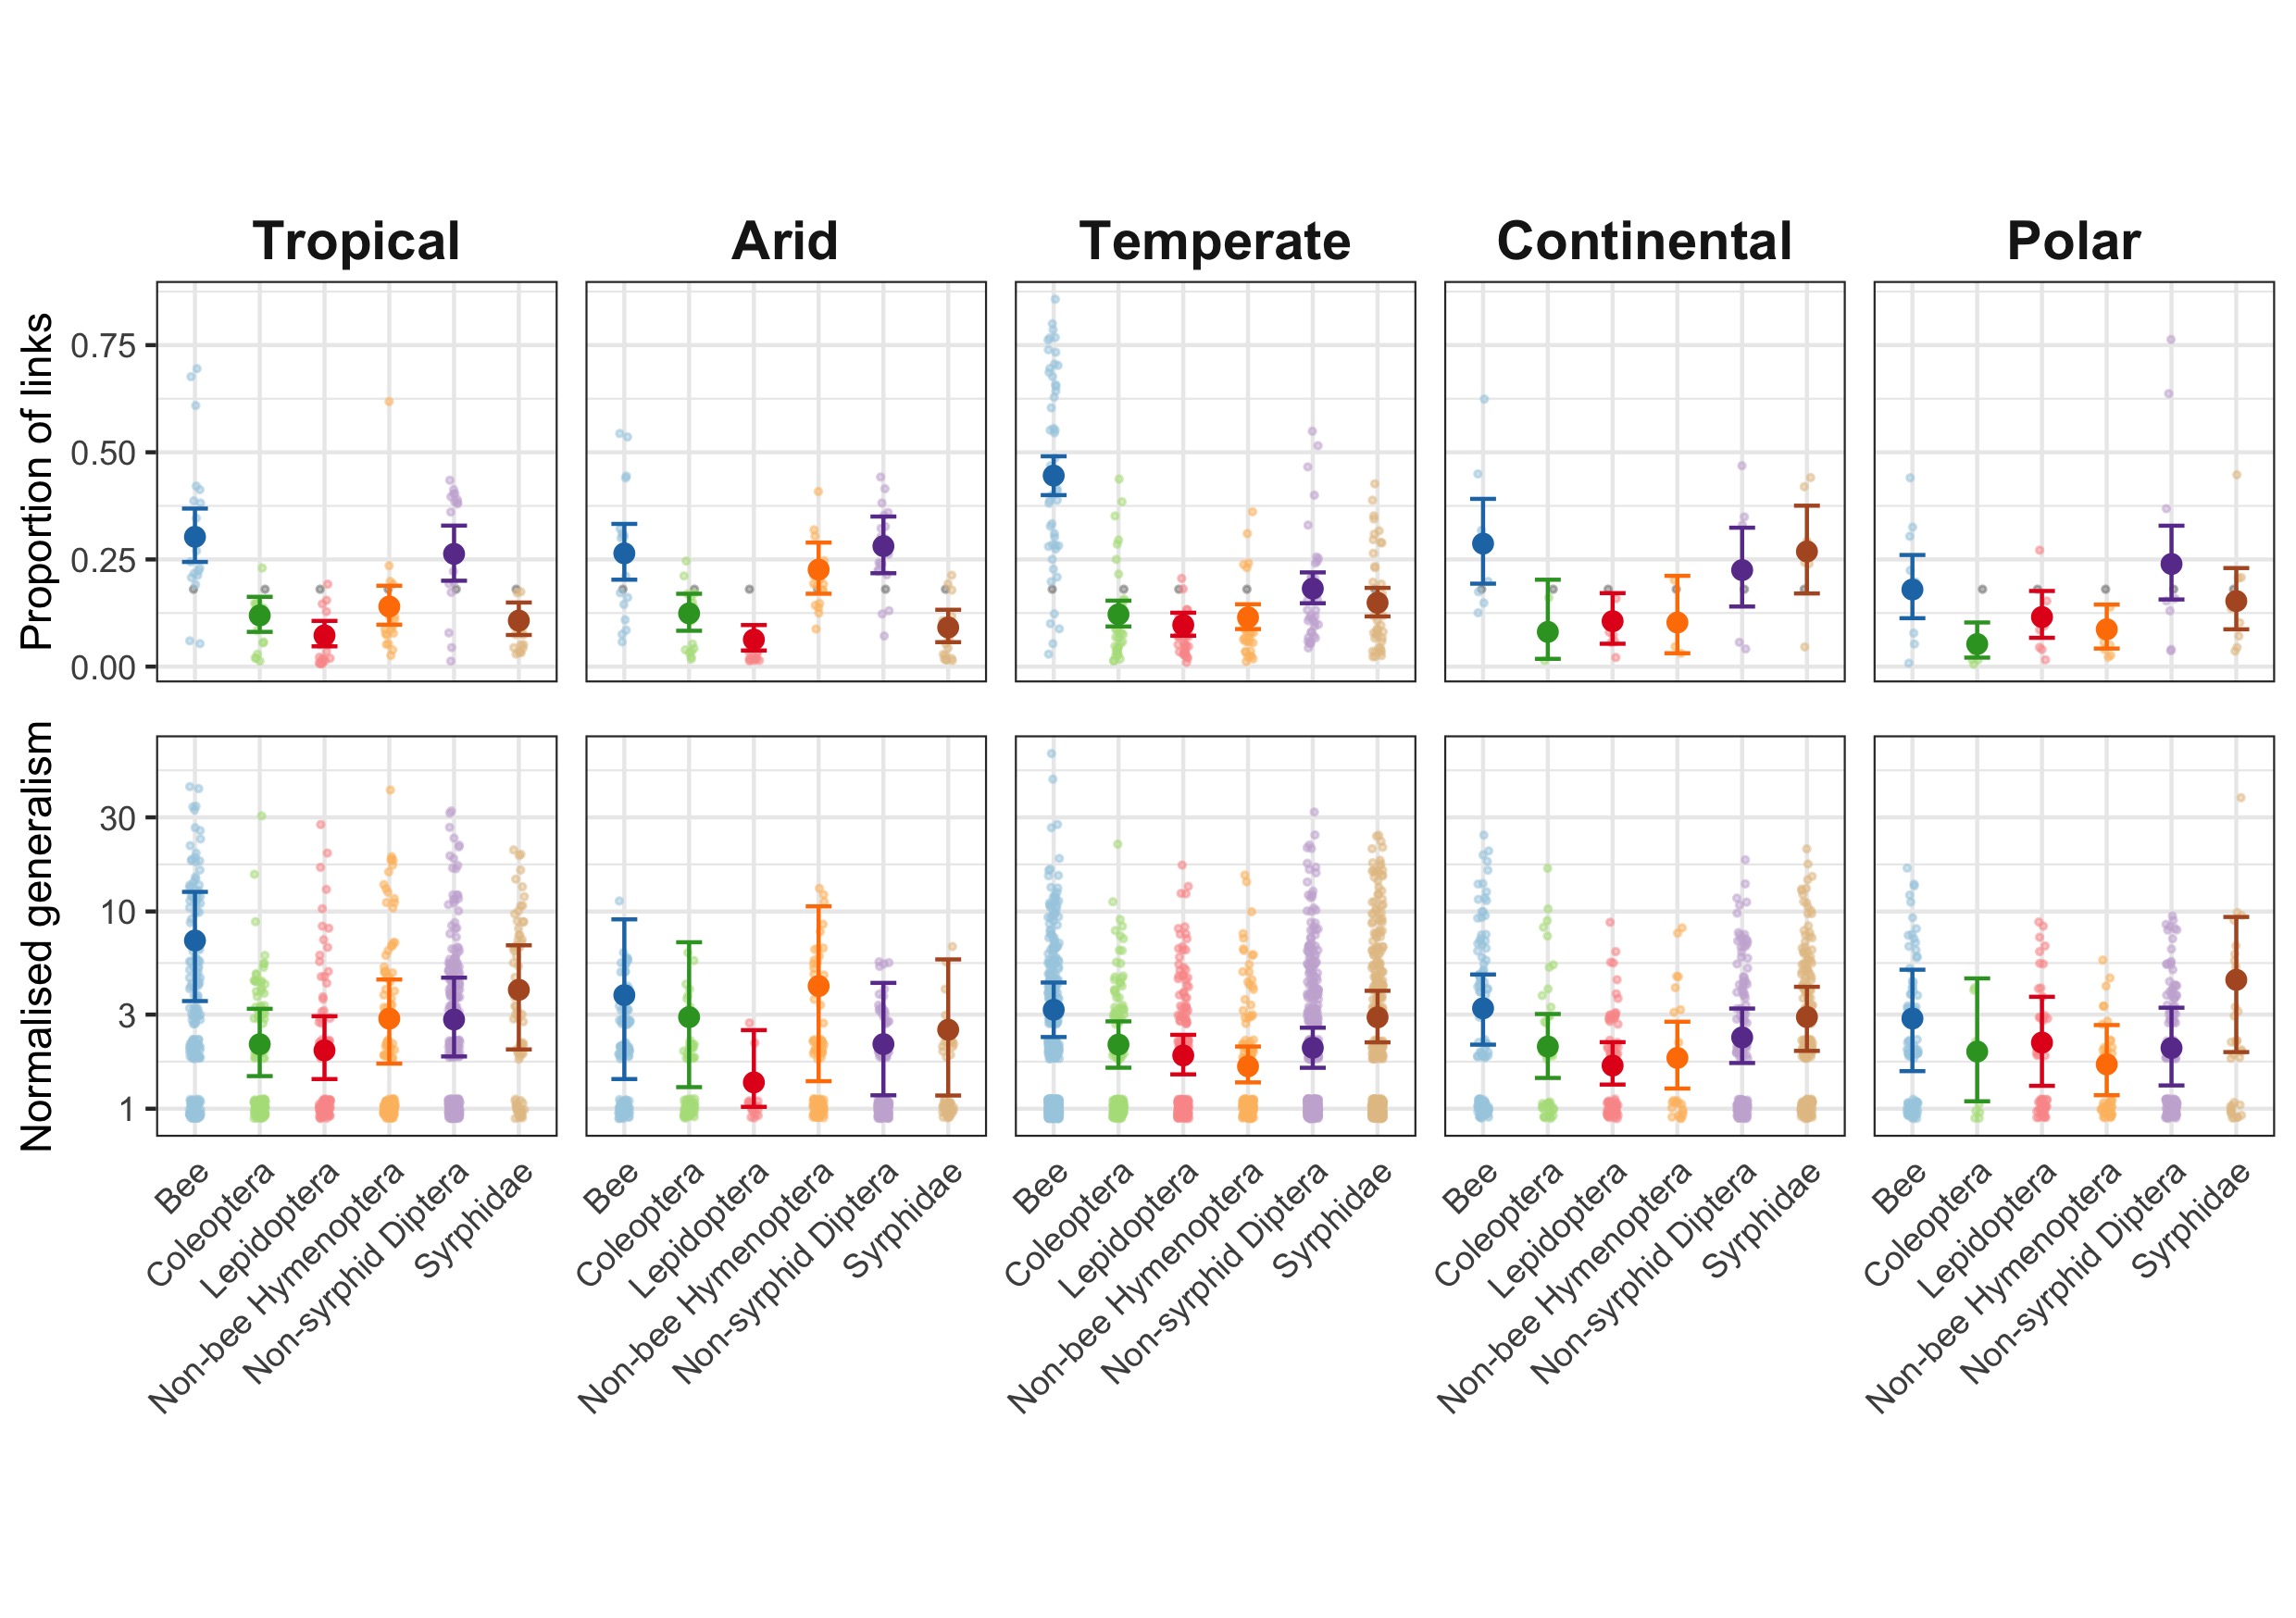 Tropical
Arid
Temperate
Continental
Polar
Proportion of links
0.75
0.50
0.25
0.00
Normalised generalism
30
10
3
1
Bee
Coleoptera
Lepidoptera
Non-bee Hymenoptera
Non-syrphid Diptera
Syrphidae
Bee
Coleoptera
Lepidoptera
Non-bee Hymenoptera
Non-syrphid Diptera
Syrphidae
Bee
Coleoptera
Lepidoptera
Non-bee Hymenoptera
Non-syrphid Diptera
Syrphidae
Bee
Coleoptera
Lepidoptera
Non-bee Hymenoptera
Non-syrphid Diptera
Syrphidae
Bee
Coleoptera
Lepidoptera
Non-bee Hymenoptera
Non-syrphid Diptera
Syrphidae